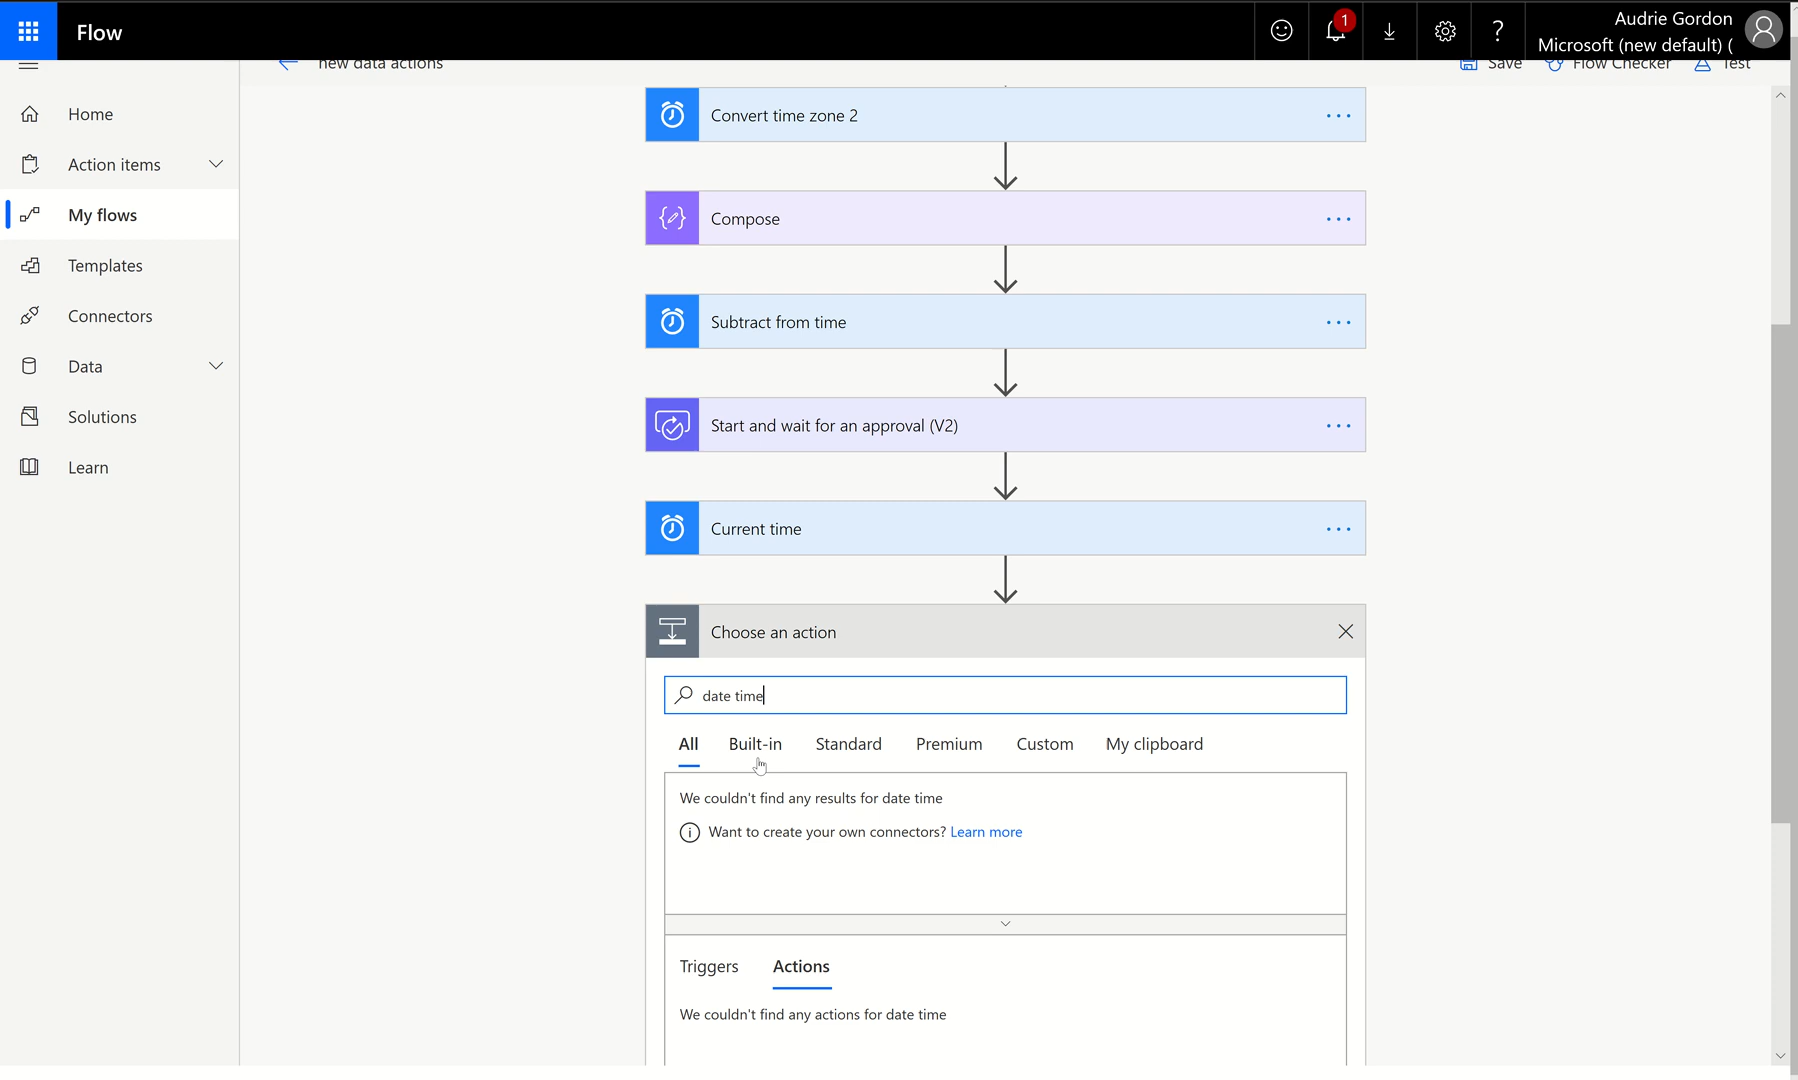 Flow
1
?
Audrie Gordon
Microsoft (new default) (
new data actions
Save
Flow Checker
Test
Home
Action items
My flows
Templates
Connectors
Data
Solutions
Learn
Convert time zone 2
Compose
Subtract from time
Start and wait for an approval (V2)
Current time
Choose an action
date time
All Built-in Standard Premium Custom My clipboard
We couldn't find any results for date time
Want to create your own connectors? Learn more
Triggers Actions
We couldn't find any actions for date time